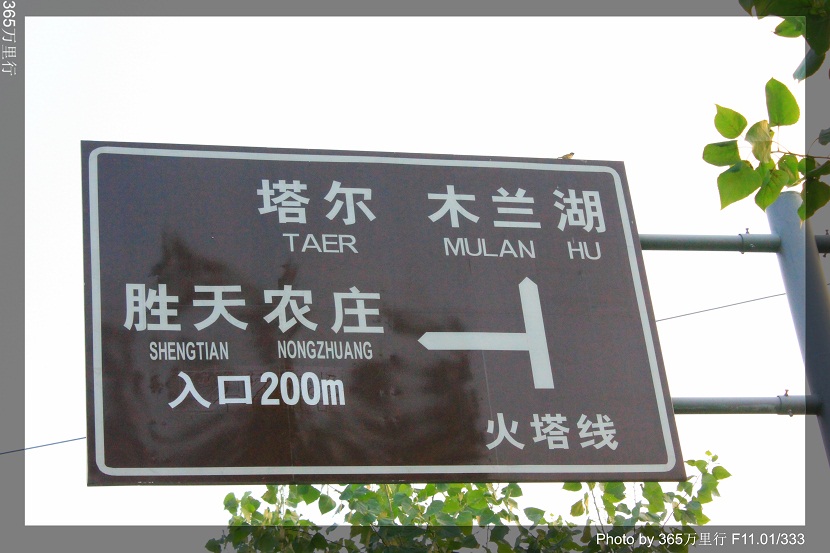 365万里行
塔尔 木兰湖
TAER MULAN HU
胜天农庄
SHENGTIAN NONGZHUANG
入口200m
火塔线
Photo by 365万里行 F11.01/333